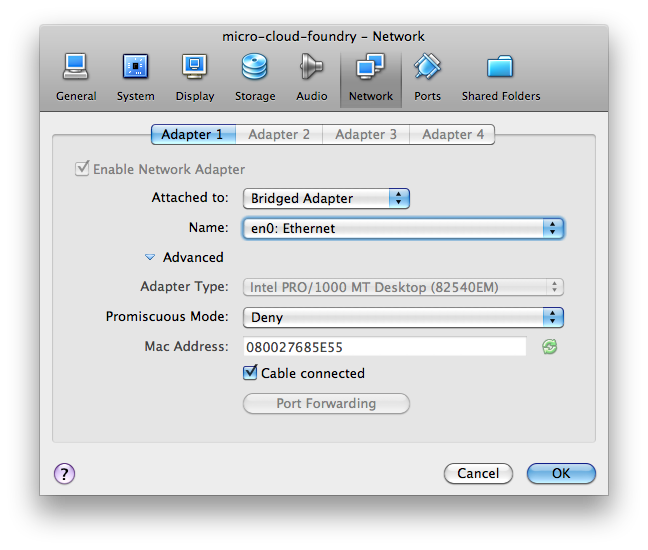 micro-cloud-foundry – Network
General System Display Storage Audio Network Ports Shared Folders
Adapter 1 Adapter 2 Adapter 3 Adapter 4
Enable Network Adapter
Attached to: Bridged Adapter
Name: en0: Ethernet
Advanced
Adapter Type: Intel PRO/1000 MT Desktop (82540EM)
Promiscuous Mode: Deny
Mac Address: 080027685E55
Cable connected
Port Forwarding
? Cancel OK